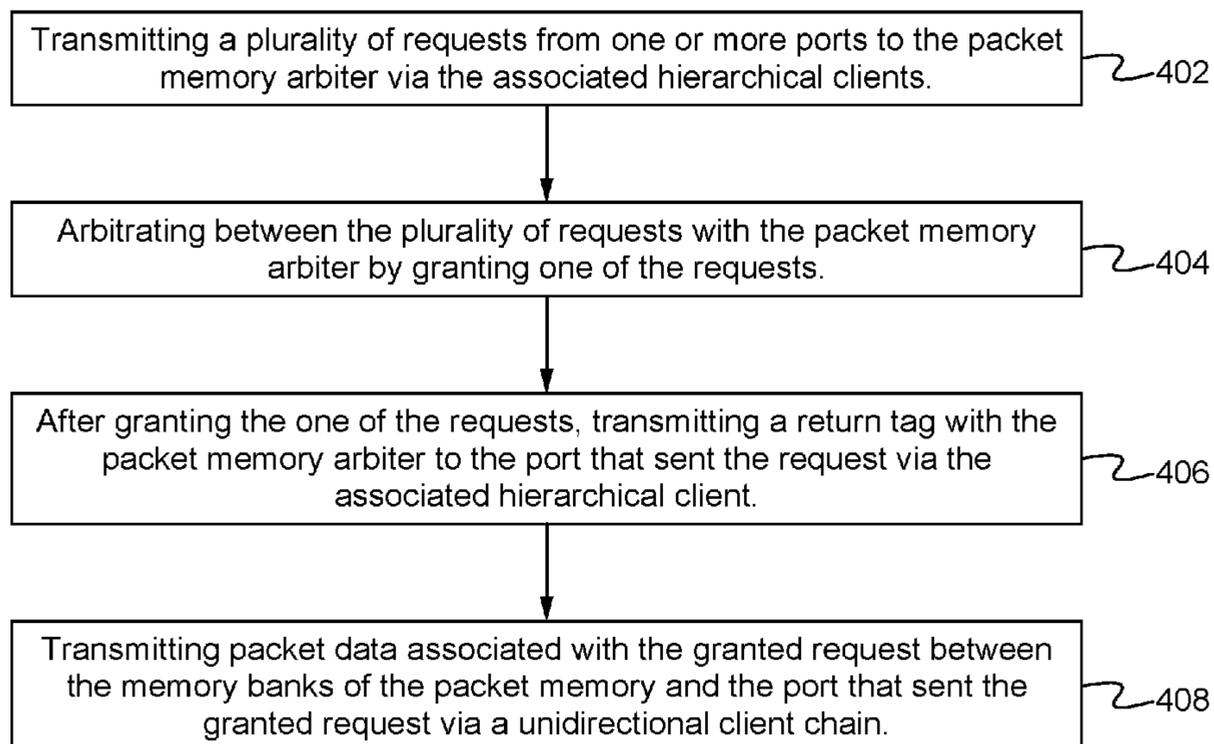 Transmitting a plurality of requests from one or more ports to the packet
memory arbiter via the associated hierarchical clients.
402
Arbitrating between the plurality of requests with the packet memory
arbiter by granting one of the requests.
404
After granting the one of the requests, transmitting a return tag with the
packet memory arbiter to the port that sent the request via the
associated hierarchical client.
406
Transmitting packet data associated with the granted request between
the memory banks of the packet memory and the port that sent the
granted request via a unidirectional client chain.
408